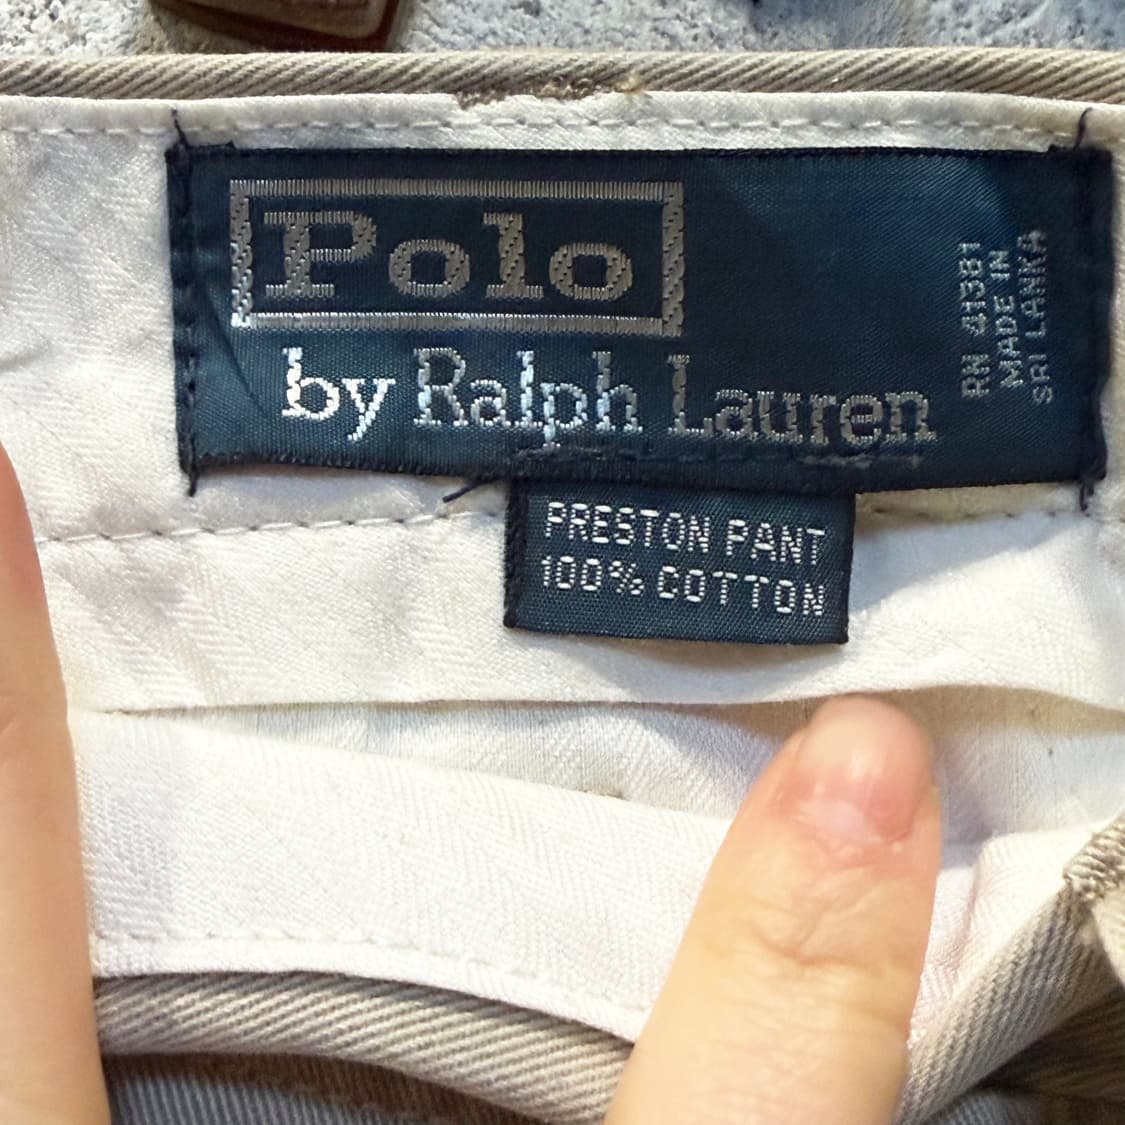 Polo
by Ralph Lauren
RN 41381
MADE IN
SRI LANKA
PRESTON PANT
100% COTTON